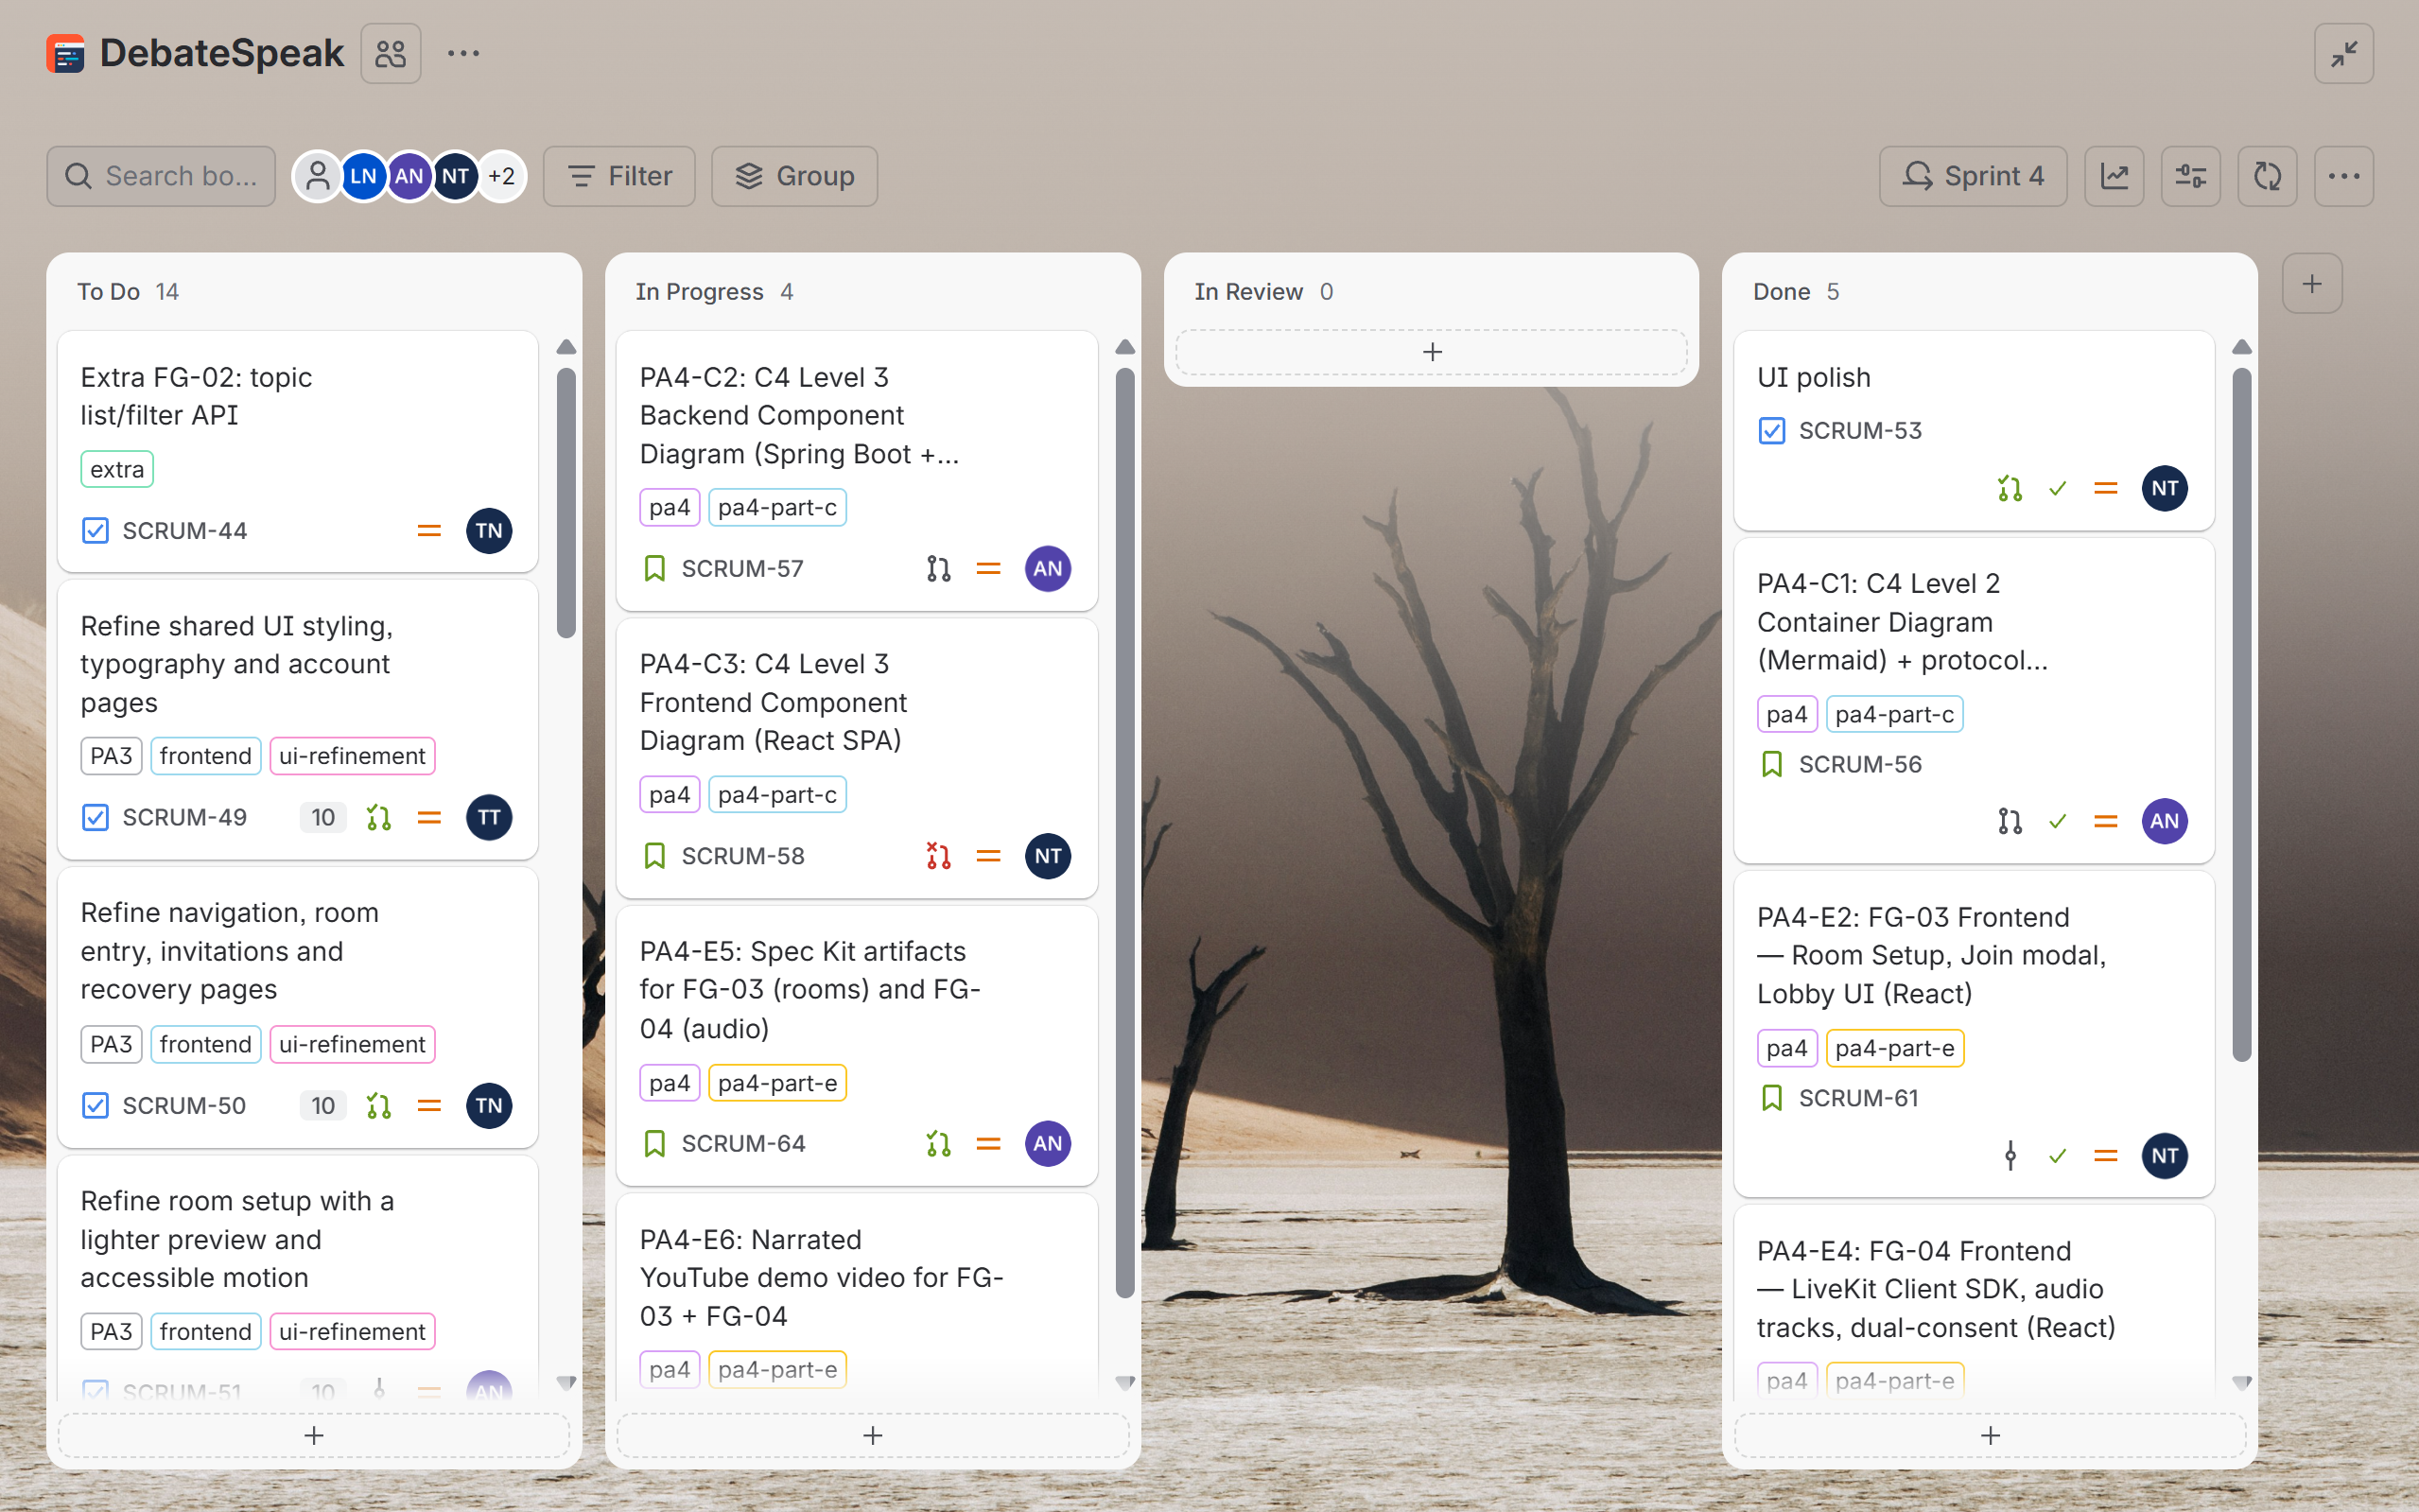 DebateSpeak
Search bo...
LN
AN
NT
+2
Filter
Group
Sprint 4
To Do 14
Extra FG-02: topic
list/filter API
extra
SCRUM-44
TN
Refine shared UI styling,
typography and account
pages
PA3 frontend ui-refinement
SCRUM-49 10
TT
Refine navigation, room
entry, invitations and
recovery pages
PA3 frontend ui-refinement
SCRUM-50 10
TN
Refine room setup with a
lighter preview and
accessible motion
PA3 frontend ui-refinement
SCRUM-51 10
AN
In Progress 4
PA4-C2: C4 Level 3
Backend Component
Diagram (Spring Boot +...
pa4 pa4-part-c
SCRUM-57
AN
PA4-C3: C4 Level 3
Frontend Component
Diagram (React SPA)
pa4 pa4-part-c
SCRUM-58
NT
PA4-E5: Spec Kit artifacts
for FG-03 (rooms) and FG-
04 (audio)
pa4 pa4-part-e
SCRUM-64
AN
PA4-E6: Narrated
YouTube demo video for FG-
03 + FG-04
pa4 pa4-part-e
In Review 0
Done 5
UI polish
SCRUM-53
NT
PA4-C1: C4 Level 2
Container Diagram
(Mermaid) + protocol...
pa4 pa4-part-c
SCRUM-56
AN
PA4-E2: FG-03 Frontend
— Room Setup, Join modal,
Lobby UI (React)
pa4 pa4-part-e
SCRUM-61
NT
PA4-E4: FG-04 Frontend
— LiveKit Client SDK, audio
tracks, dual-consent (React)
pa4 pa4-part-e